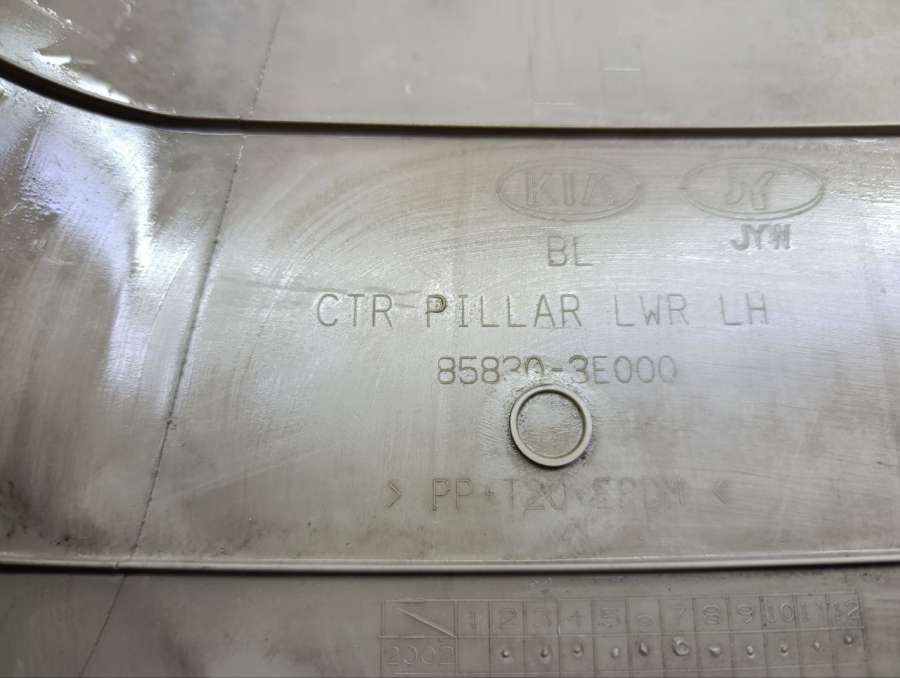 KIA JY
JYW
BL
CTR PILLAR LWR LH
85830-3E000
> PP+T20+EPDM <
1 2 3 4 5 6 7 8 9 10 11 12
2002